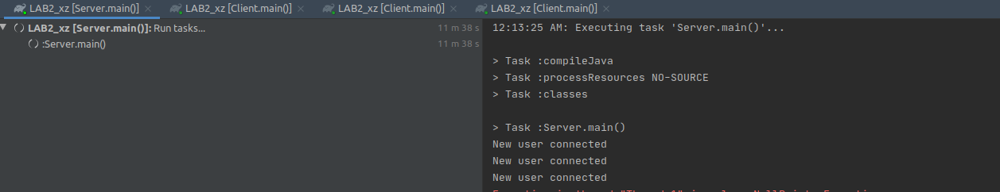 LAB2_xz [Server.main()] LAB2_xz [Client.main()] LAB2_xz [Client.main()] LAB2_xz [Client.main()]
LAB2_xz [Server.main()]: Run tasks... 11 m 38 s
:Server.main() 11 m 38 s
12:13:25 AM: Executing task 'Server.main()'...
> Task :compileJava
> Task :processResources NO-SOURCE
> Task :classes
> Task :Server.main()
New user connected
New user connected
New user connected